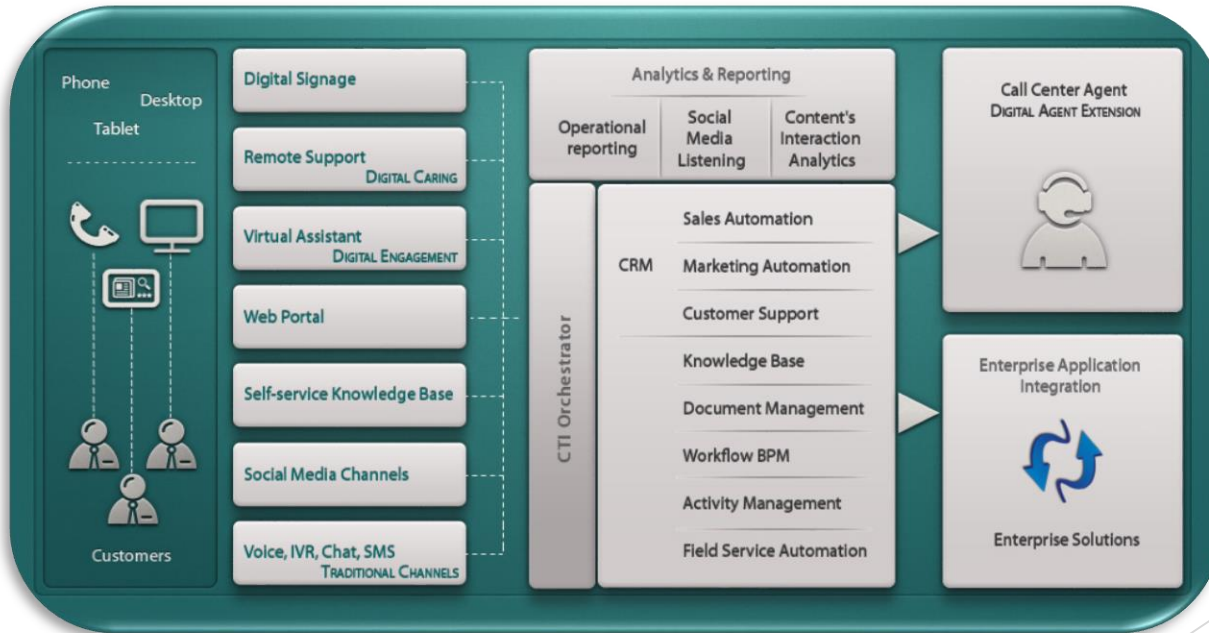 Phone
Desktop
Tablet
Customers
Digital Signage
Remote Support
DIGITAL CARING
Virtual Assistant
DIGITAL ENGAGEMENT
Web Portal
Self-service Knowledge Base
Social Media Channels
Voice, IVR, Chat, SMS
TRADITIONAL CHANNELS
Analytics & Reporting
Operational
reporting
Social
Media
Listening
Content's
Interaction
Analytics
CTI Orchestrator
CRM
Sales Automation
Marketing Automation
Customer Support
Knowledge Base
Document Management
Workflow BPM
Activity Management
Field Service Automation
Call Center Agent
DIGITAL AGENT EXTENSION
Enterprise Application
Integration
Enterprise Solutions